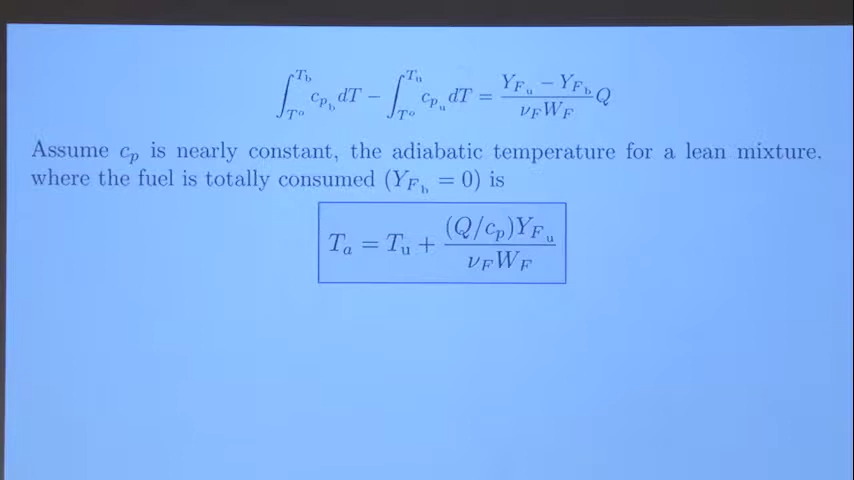 ∫_{T^o}^{T_b} c_{p_b} dT − ∫_{T^o}^{T_u} c_{p_u} dT = \frac{Y_{F_u} − Y_{F_b}}{ν_F W_F} Q
Assume c_p is nearly constant, the adiabatic temperature for a lean mixture.
where the fuel is totally consumed (Y_{F_b} = 0) is
T_a = T_u + \frac{(Q/c_p)Y_{F_u}}{ν_F W_F}